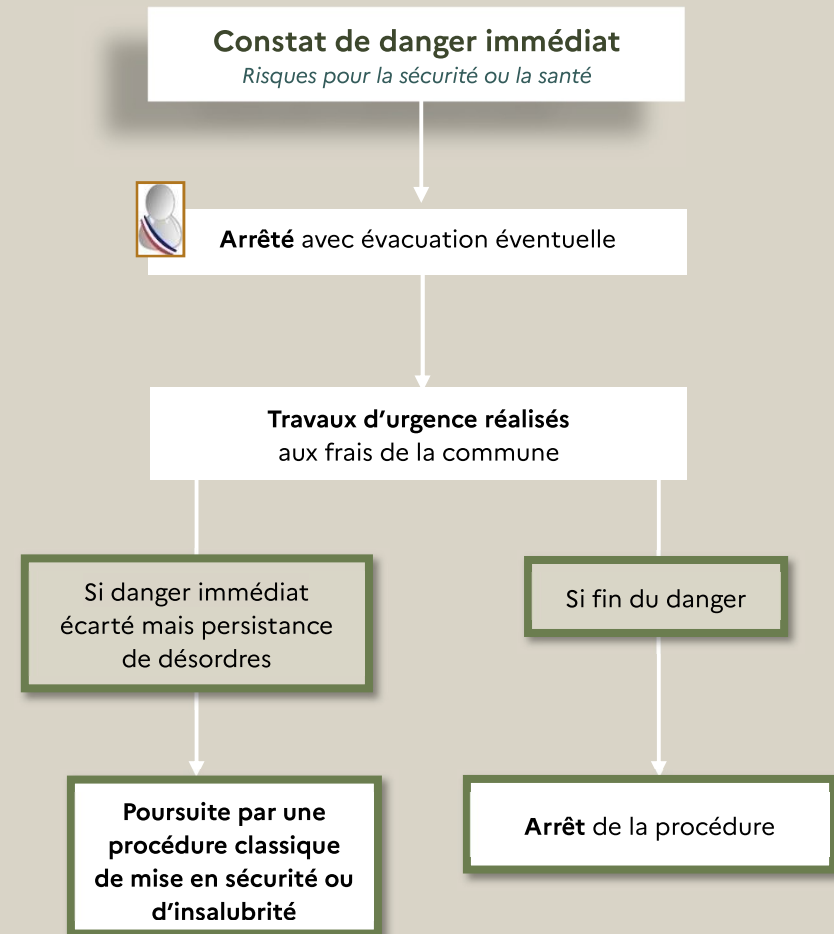 Constat de danger immédiat
Risques pour la sécurité ou la santé
Arrêté avec évacuation éventuelle
Travaux d’urgence réalisés
aux frais de la commune
Si danger immédiat
écarté mais persistance
de désordres
Si fin du danger
Poursuite par une
procédure classique
de mise en sécurité ou
d’insalubrité
Arrêt de la procédure